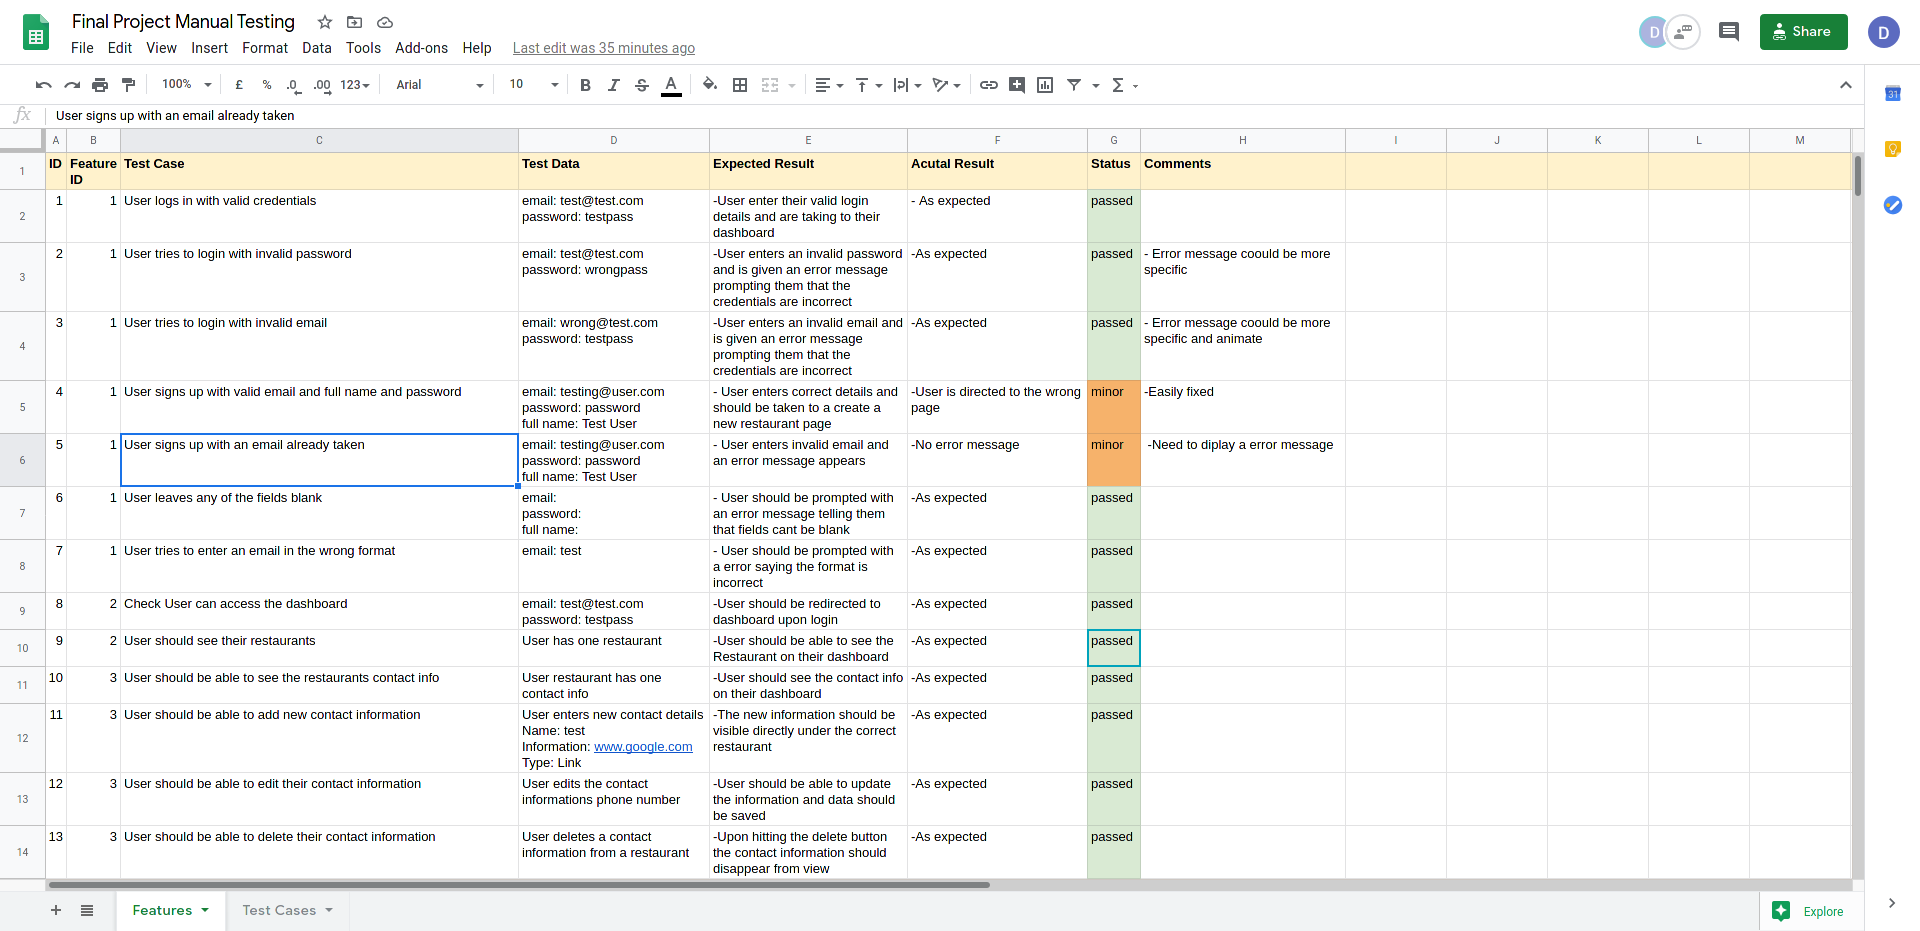 Final Project Manual Testing
File Edit View Insert Format Data Tools Add-ons Help Last edit was 35 minutes ago
D
Share
D
100% £ % .0 .00 123 Arial 10 B I S A Σ
31
fx User signs up with an email already taken
A B C D E F G H I J K L M
1 ID Feature ID Test Case Test Data Expected Result Acutal Result Status Comments
2 1 1 User logs in with valid credentials email: test@test.com -User enter their valid login - As expected passed
password: testpass details and are taking to their
dashboard
3 2 1 User tries to login with invalid password email: test@test.com -User enters an invalid password -As expected passed - Error message coould be more
password: wrongpass and is given an error message specific
prompting them that the
credentials are incorrect
4 3 1 User tries to login with invalid email email: wrong@test.com -User enters an invalid email and -As expected passed - Error message coould be more
password: testpass is given an error message specific and animate
prompting them that the
credentials are incorrect
5 4 1 User signs up with valid email and full name and password email: testing@user.com - User enters correct details and -User is directed to the wrong minor -Easily fixed
password: password should be taken to a create a page
full name: Test User new restaurant page
6 5 1 User signs up with an email already taken email: testing@user.com - User enters invalid email and -No error message minor -Need to diplay a error message
password: password an error message appears
full name: Test User
7 6 1 User leaves any of the fields blank email: - User should be prompted with -As expected passed
password: an error message telling them
full name: that fields cant be blank
8 7 1 User tries to enter an email in the wrong format email: test - User should be prompted with -As expected passed
a error saying the format is
incorrect
9 8 2 Check User can access the dashboard email: test@test.com -User should be redirected to -As expected passed
password: testpass dashboard upon login
10 9 2 User should see their restaurants User has one restaurant -User should be able to see the -As expected passed
Restaurant on their dashboard
11 10 3 User should be able to see the restaurants contact info User restaurant has one -User should see the contact info -As expected passed
contact info on their dashboard
12 11 3 User should be able to add new contact information User enters new contact details -The new information should be -As expected passed
Name: test visible directly under the correct
Information: www.google.com restaurant
Type: Link
13 12 3 User should be able to edit their contact information User edits the contact -User should be able to update -As expected passed
informations phone number the information and data should
be saved
14 13 3 User should be able to delete their contact information User deletes a contact -Upon hitting the delete button -As expected passed
information from a restaurant the contact information should
disappear from view
Features Test Cases Explore